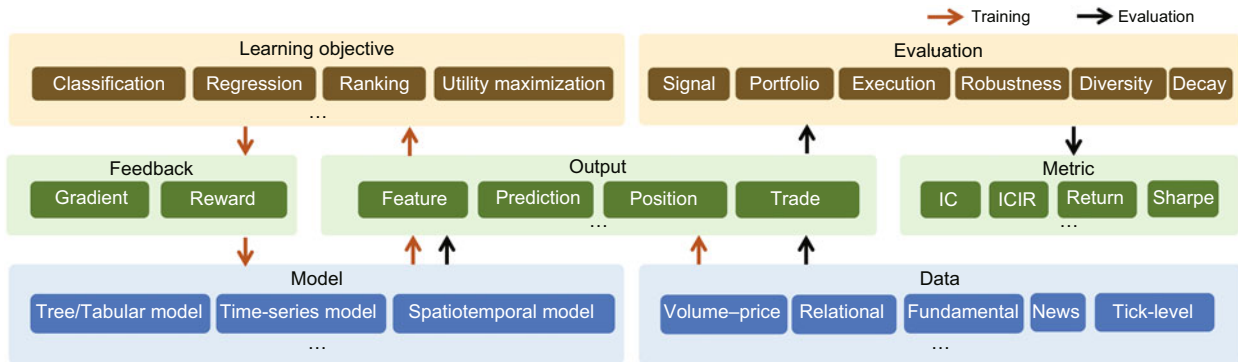 Training Evaluation
Learning objective
Classification Regression Ranking Utility maximization
...
Evaluation
Signal Portfolio Execution Robustness Diversity Decay
Feedback
Gradient Reward
Output
Feature Prediction Position Trade
...
Metric
IC ICIR Return Sharpe
...
Model
Tree/Tabular model Time-series model Spatiotemporal model
...
Data
Volume–price Relational Fundamental News Tick-level
...